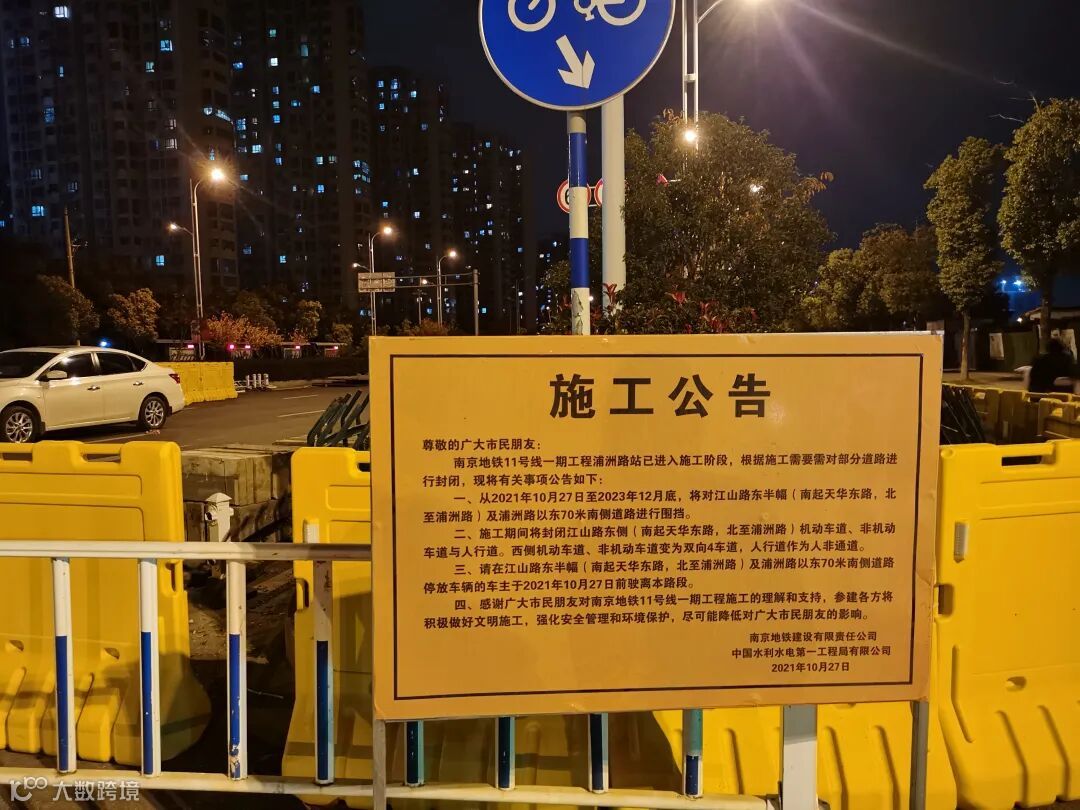 施工公告
尊敬的广大市民朋友：
南京地铁11号线一期工程浦洲路站已进入施工阶段，根据施工需要需对部分道路进
行封闭，现将有关事项公告如下：
一、从2021年10月27日至2023年12月底，将对江山路东半幅（南起天华东路，北
至浦洲路）及浦洲路以东70米南侧道路进行围挡。
二、施工期间将封闭江山路东侧（南起天华东路，北至浦洲路）机动车道、非机动
车道与人行道。西侧机动车道、非机动车道变为双向4车道，人行道作为人非通道。
三、请在江山路东半幅（南起天华东路，北至浦洲路）及浦洲路以东70米南侧道路
停放车辆的车主于2021年10月27日前驶离本路段。
四、感谢广大市民朋友对南京地铁11号线一期工程施工的理解和支持，参建各方将
积极做好文明施工，强化安全管理和环境保护，尽可能降低对广大市民朋友的影响。
南京地铁建设有限责任公司
中国水利水电第一工程局有限公司
2021年10月27日
大数跨境